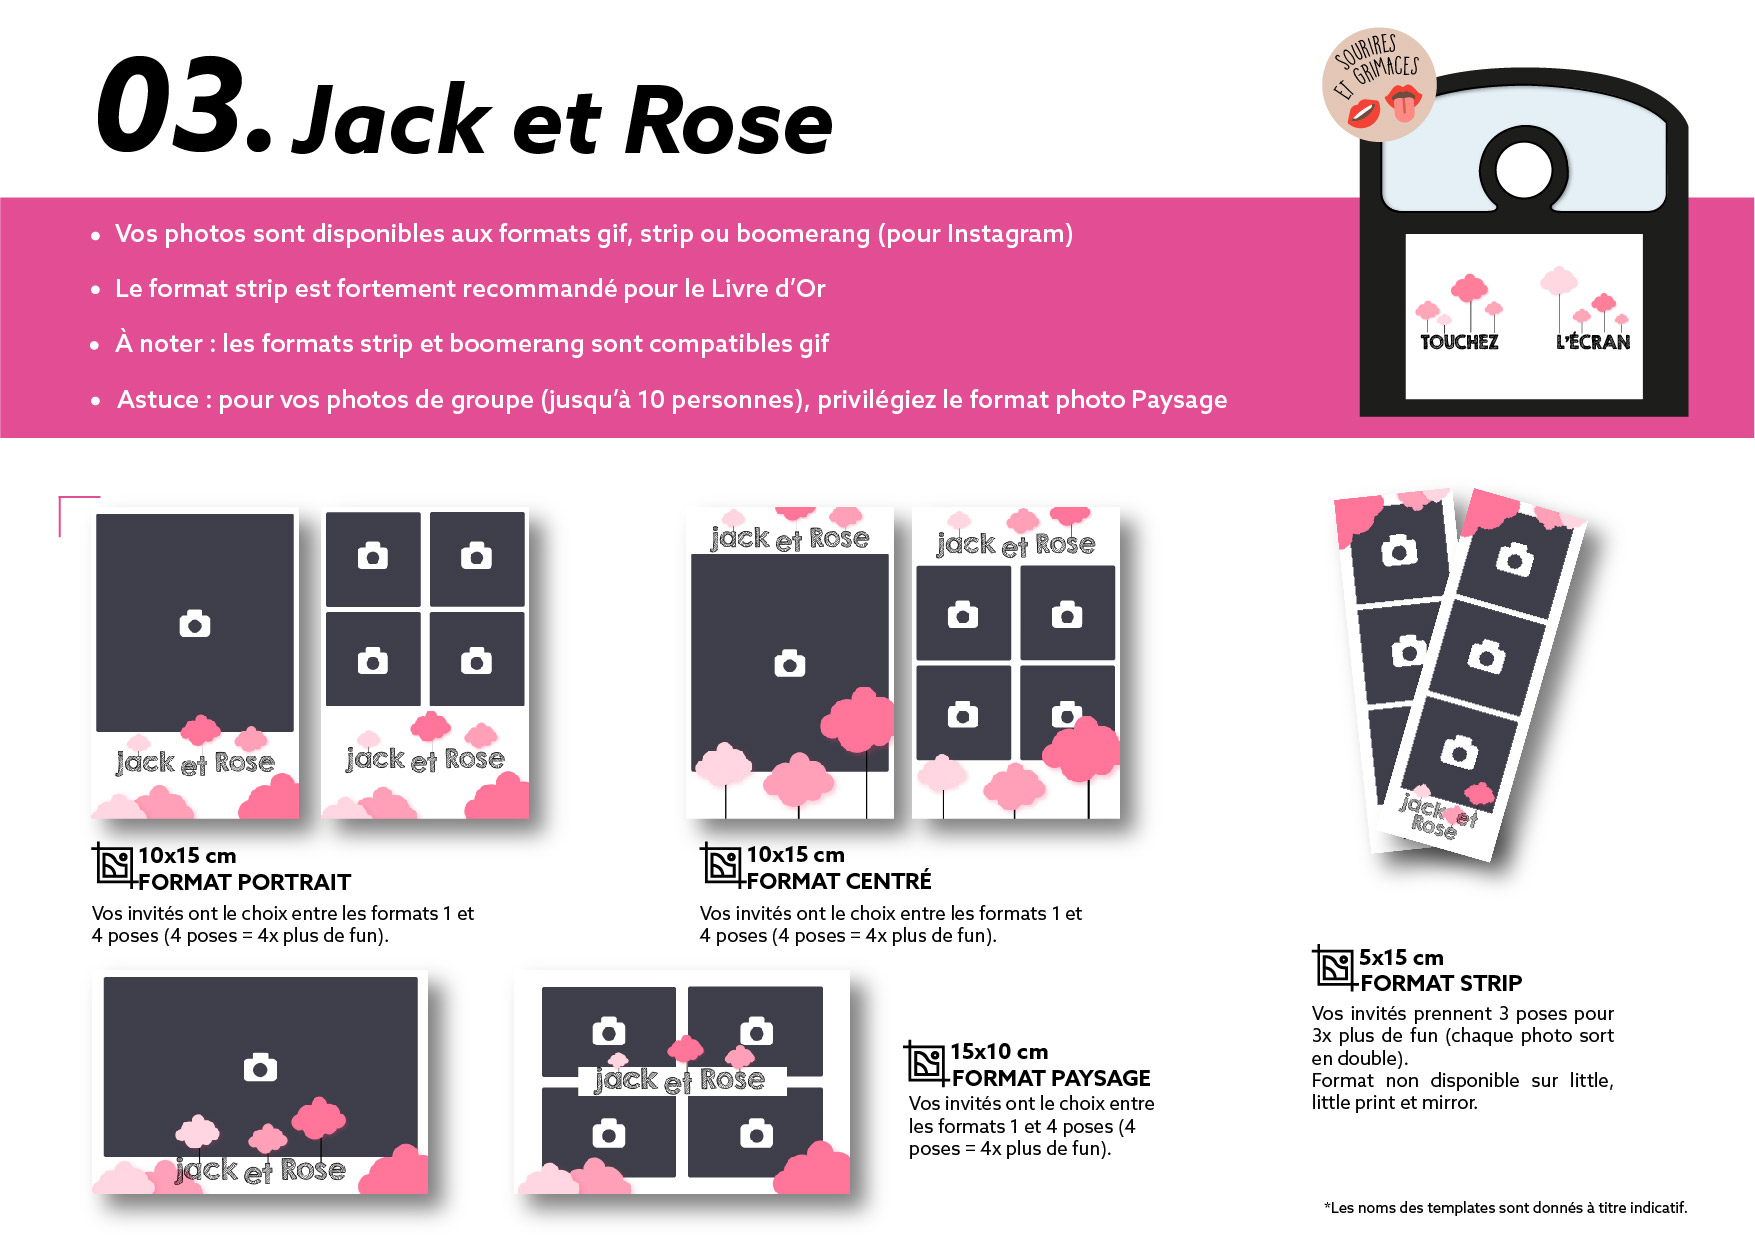 03. Jack et Rose
SOURIRES
ET GRIMACES
• Vos photos sont disponibles aux formats gif, strip ou boomerang (pour Instagram)
• Le format strip est fortement recommandé pour le Livre d’Or
• À noter : les formats strip et boomerang sont compatibles gif
• Astuce : pour vos photos de groupe (jusqu’à 10 personnes), privilégiez le format photo Paysage
TOUCHEZ L’ÉCRAN
jack et Rose
jack et Rose
jack et Rose
jack et Rose
jack et
Rose
10x15 cm
FORMAT PORTRAIT
Vos invités ont le choix entre les formats 1 et
4 poses (4 poses = 4x plus de fun).
10x15 cm
FORMAT CENTRÉ
Vos invités ont le choix entre les formats 1 et
4 poses (4 poses = 4x plus de fun).
5x15 cm
FORMAT STRIP
Vos invités prennent 3 poses pour
3x plus de fun (chaque photo sort
en double).
Format non disponible sur little,
little print et mirror.
jack et Rose
jack et Rose
15x10 cm
FORMAT PAYSAGE
Vos invités ont le choix entre
les formats 1 et 4 poses (4
poses = 4x plus de fun).
*Les noms des templates sont donnés à titre indicatif.